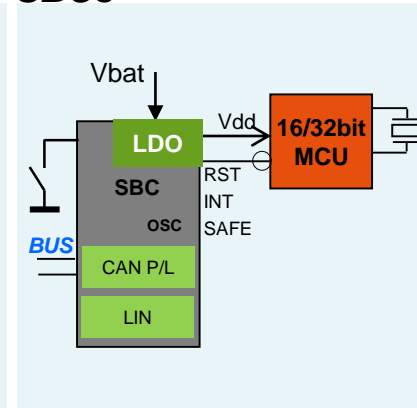 Vbat
Vdd
16/32bit
MCU
LDO
RST
SBC
INT
OSC
SAFE
BUS
CAN P/L
LIN